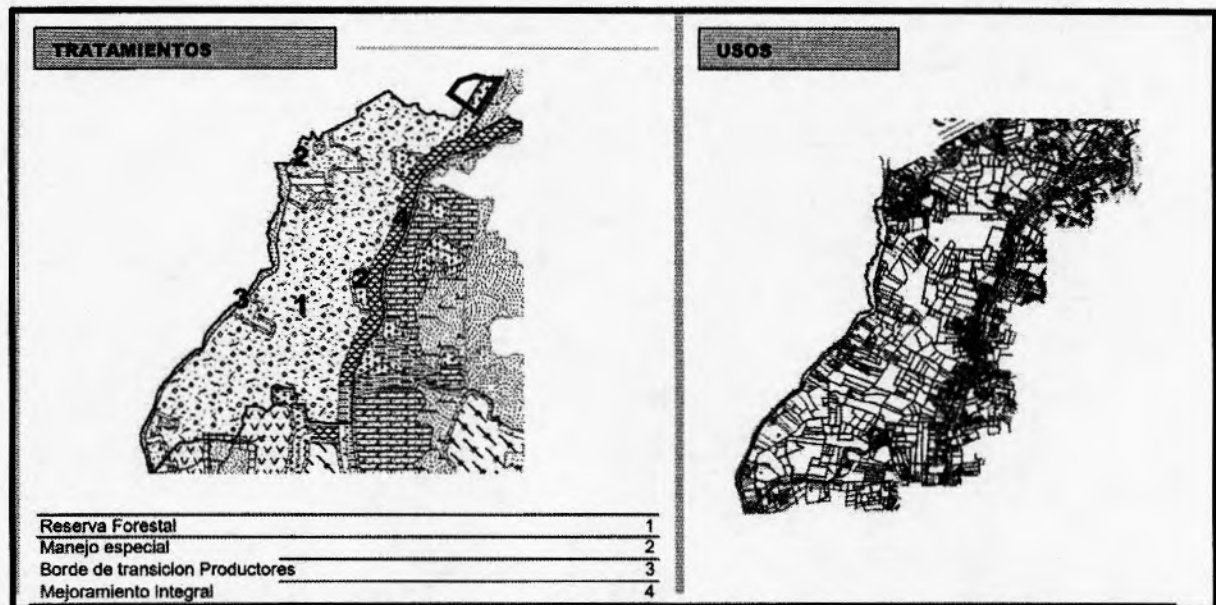 TRATAMIENTOS
USOS
2
4
2
3
1
Reserva Forestal 1
Manejo especial 2
Borde de transicion Productores 3
Mejoramiento Integral 4